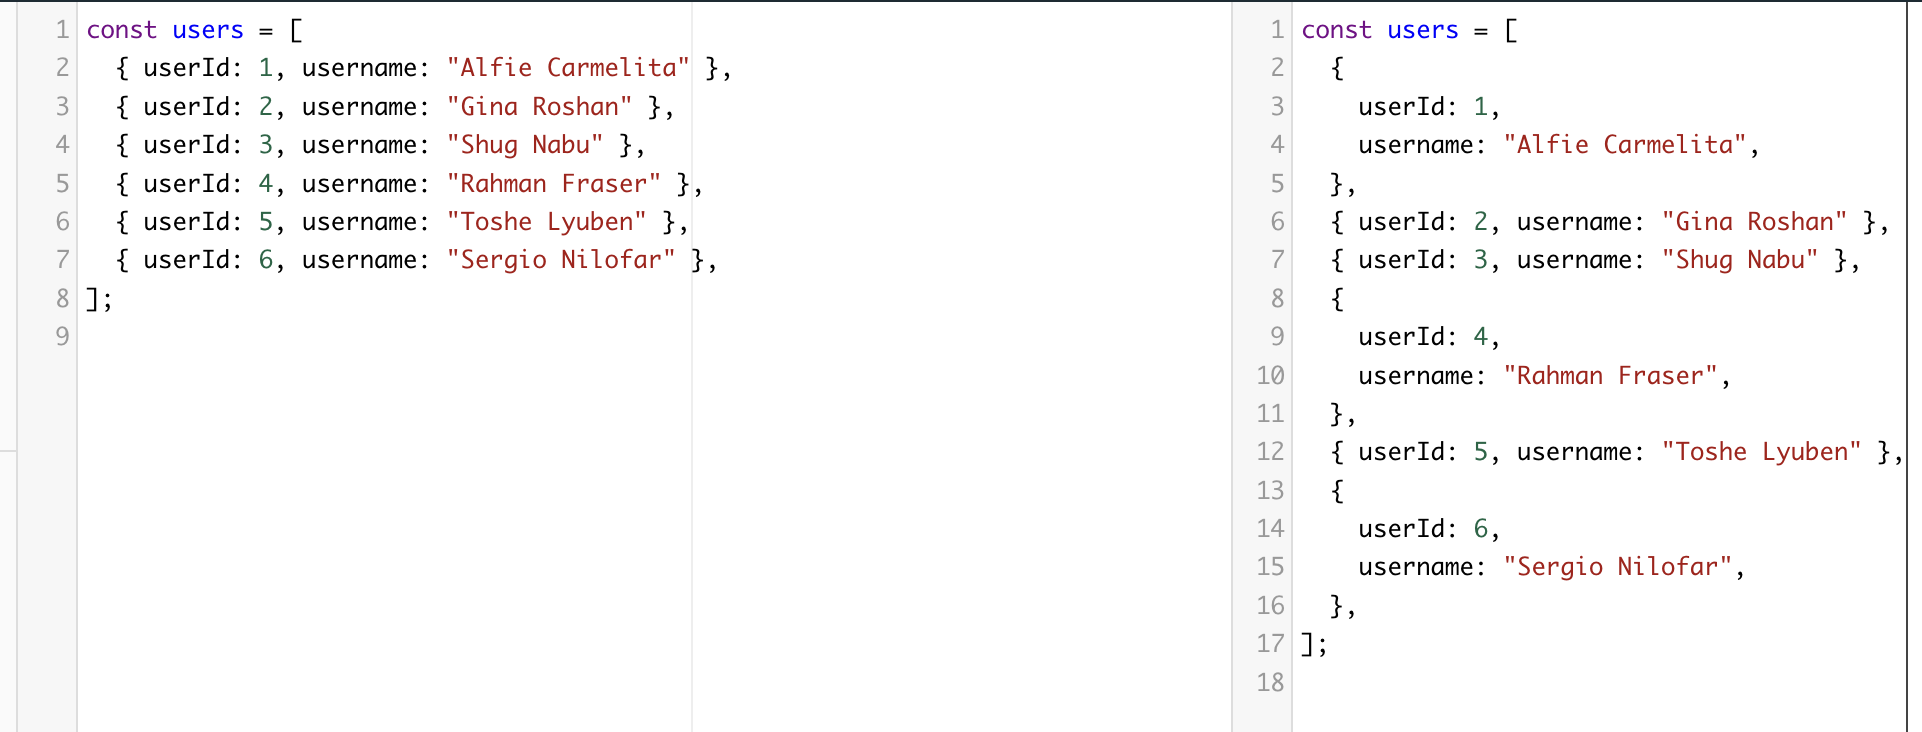 1 const users = [
2   { userId: 1, username: "Alfie Carmelita" },
3   { userId: 2, username: "Gina Roshan" },
4   { userId: 3, username: "Shug Nabu" },
5   { userId: 4, username: "Rahman Fraser" },
6   { userId: 5, username: "Toshe Lyuben" },
7   { userId: 6, username: "Sergio Nilofar" },
8 ];
9
1 const users = [
2   {
3     userId: 1,
4     username: "Alfie Carmelita",
5   },
6   { userId: 2, username: "Gina Roshan" },
7   { userId: 3, username: "Shug Nabu" },
8   {
9     userId: 4,
10     username: "Rahman Fraser",
11   },
12   { userId: 5, username: "Toshe Lyuben" },
13   {
14     userId: 6,
15     username: "Sergio Nilofar",
16   },
17 ];
18